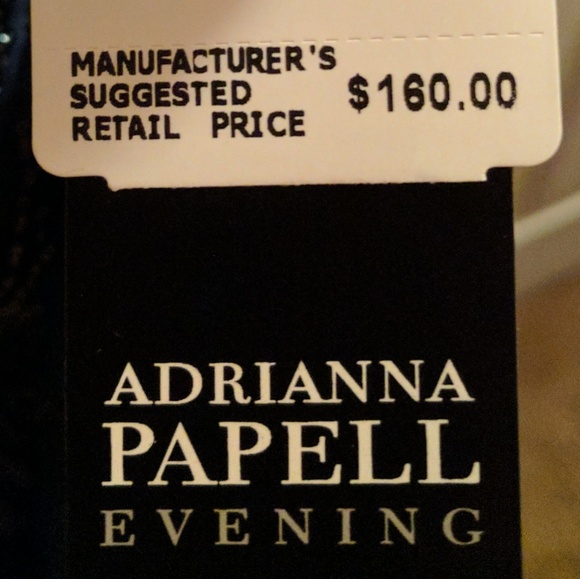 MANUFACTURER'S
SUGGESTED
RETAIL PRICE
$160.00
ADRIANNA
PAPELL
EVENING